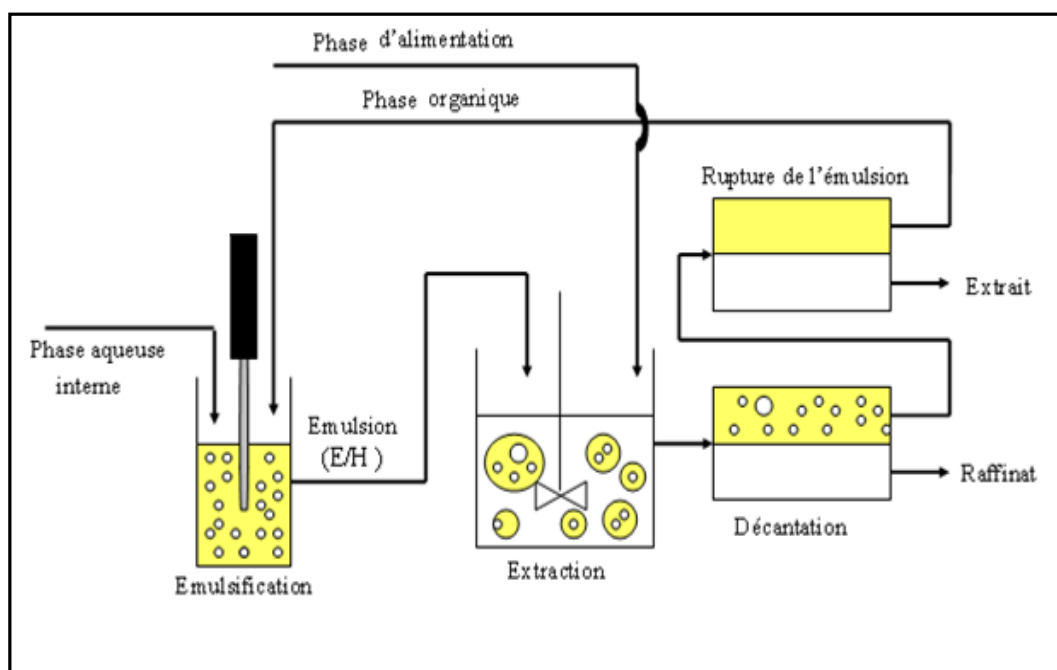 Phase d'alimentation
Phase organique
Rupture de l'émulsion
Extrait
Phase aqueuse
interne
Emulsion
(E/H )
Raffinat
Décantation
Extraction
Emulsification